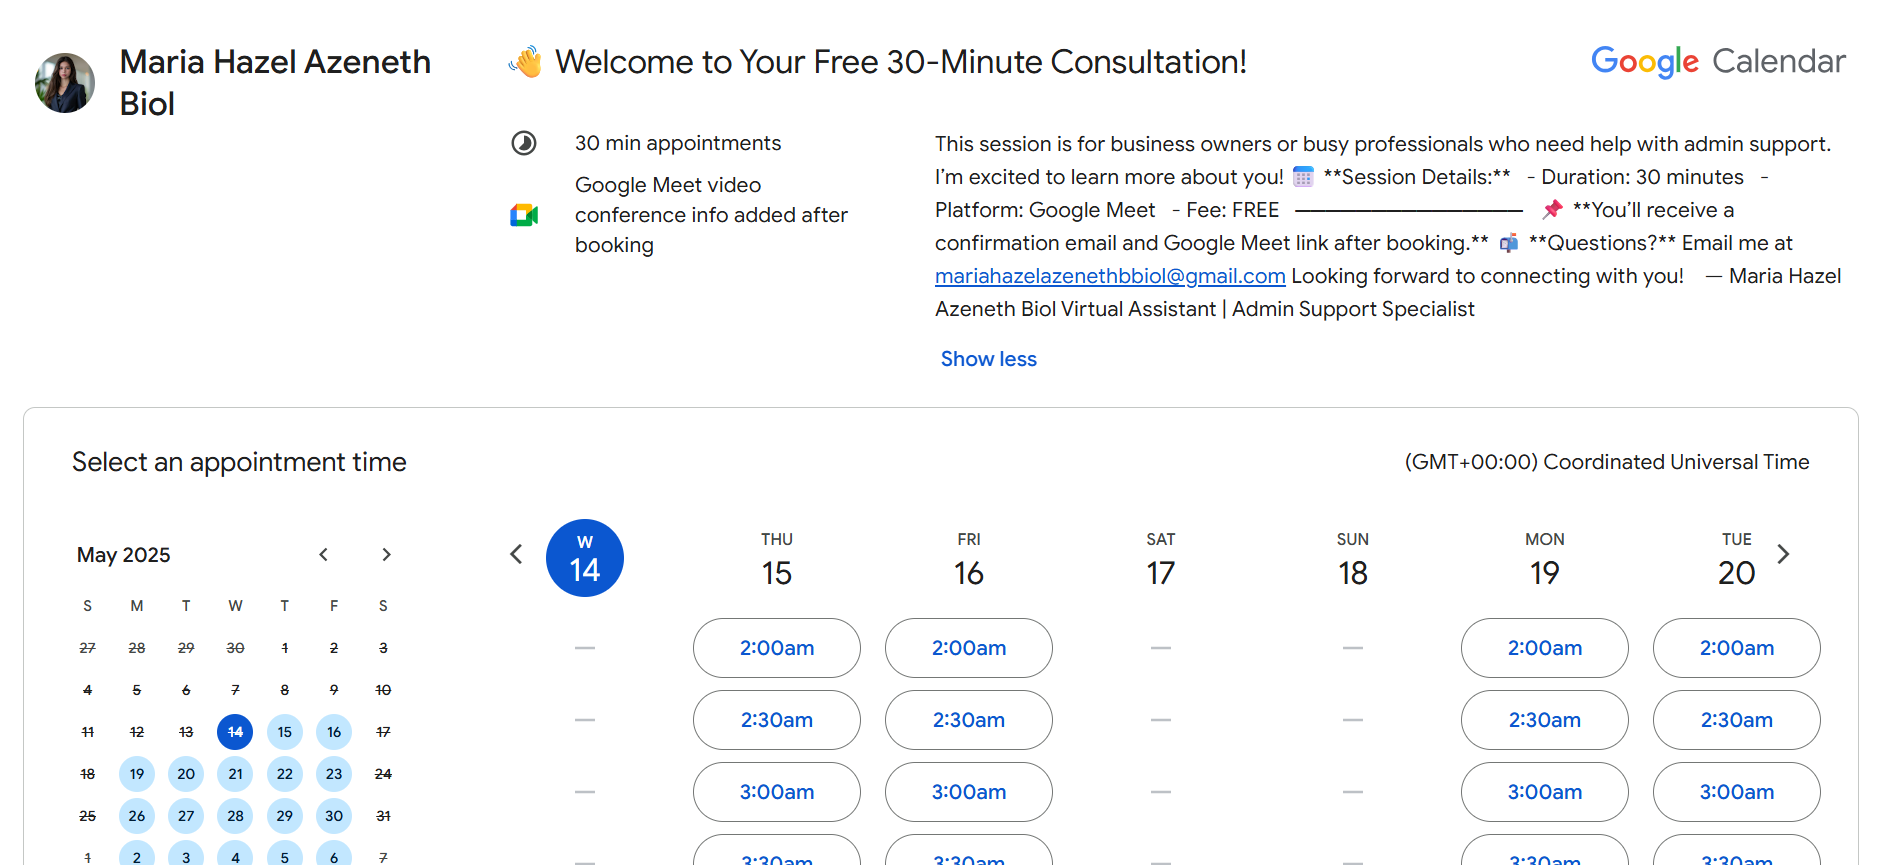 Maria Hazel Azeneth
Biol
👋 Welcome to Your Free 30-Minute Consultation!
Google Calendar
30 min appointments
Google Meet video
conference info added after
booking
This session is for business owners or busy professionals who need help with admin support.
I’m excited to learn more about you! 🗓️ **Session Details:** - Duration: 30 minutes -
Platform: Google Meet - Fee: FREE ────────────────── 📌 **You’ll receive a
confirmation email and Google Meet link after booking.** 📬 **Questions?** Email me at
mariahazelazenethbbiol@gmail.com Looking forward to connecting with you! — Maria Hazel
Azeneth Biol Virtual Assistant | Admin Support Specialist
Show less
Select an appointment time
(GMT+00:00) Coordinated Universal Time
May 2025
S M T W T F S
27 28 29 30 1 2 3
4 5 6 7 8 9 10
11 12 13 14 15 16 17
18 19 20 21 22 23 24
25 26 27 28 29 30 31
1 2 3 4 5 6 7
W THU FRI SAT SUN MON TUE
14 15 16 17 18 19 20
– 2:00am 2:00am – – 2:00am 2:00am
– 2:30am 2:30am – – 2:30am 2:30am
– 3:00am 3:00am – – 3:00am 3:00am
– 3:30am 3:30am – – 3:30am 3:30am